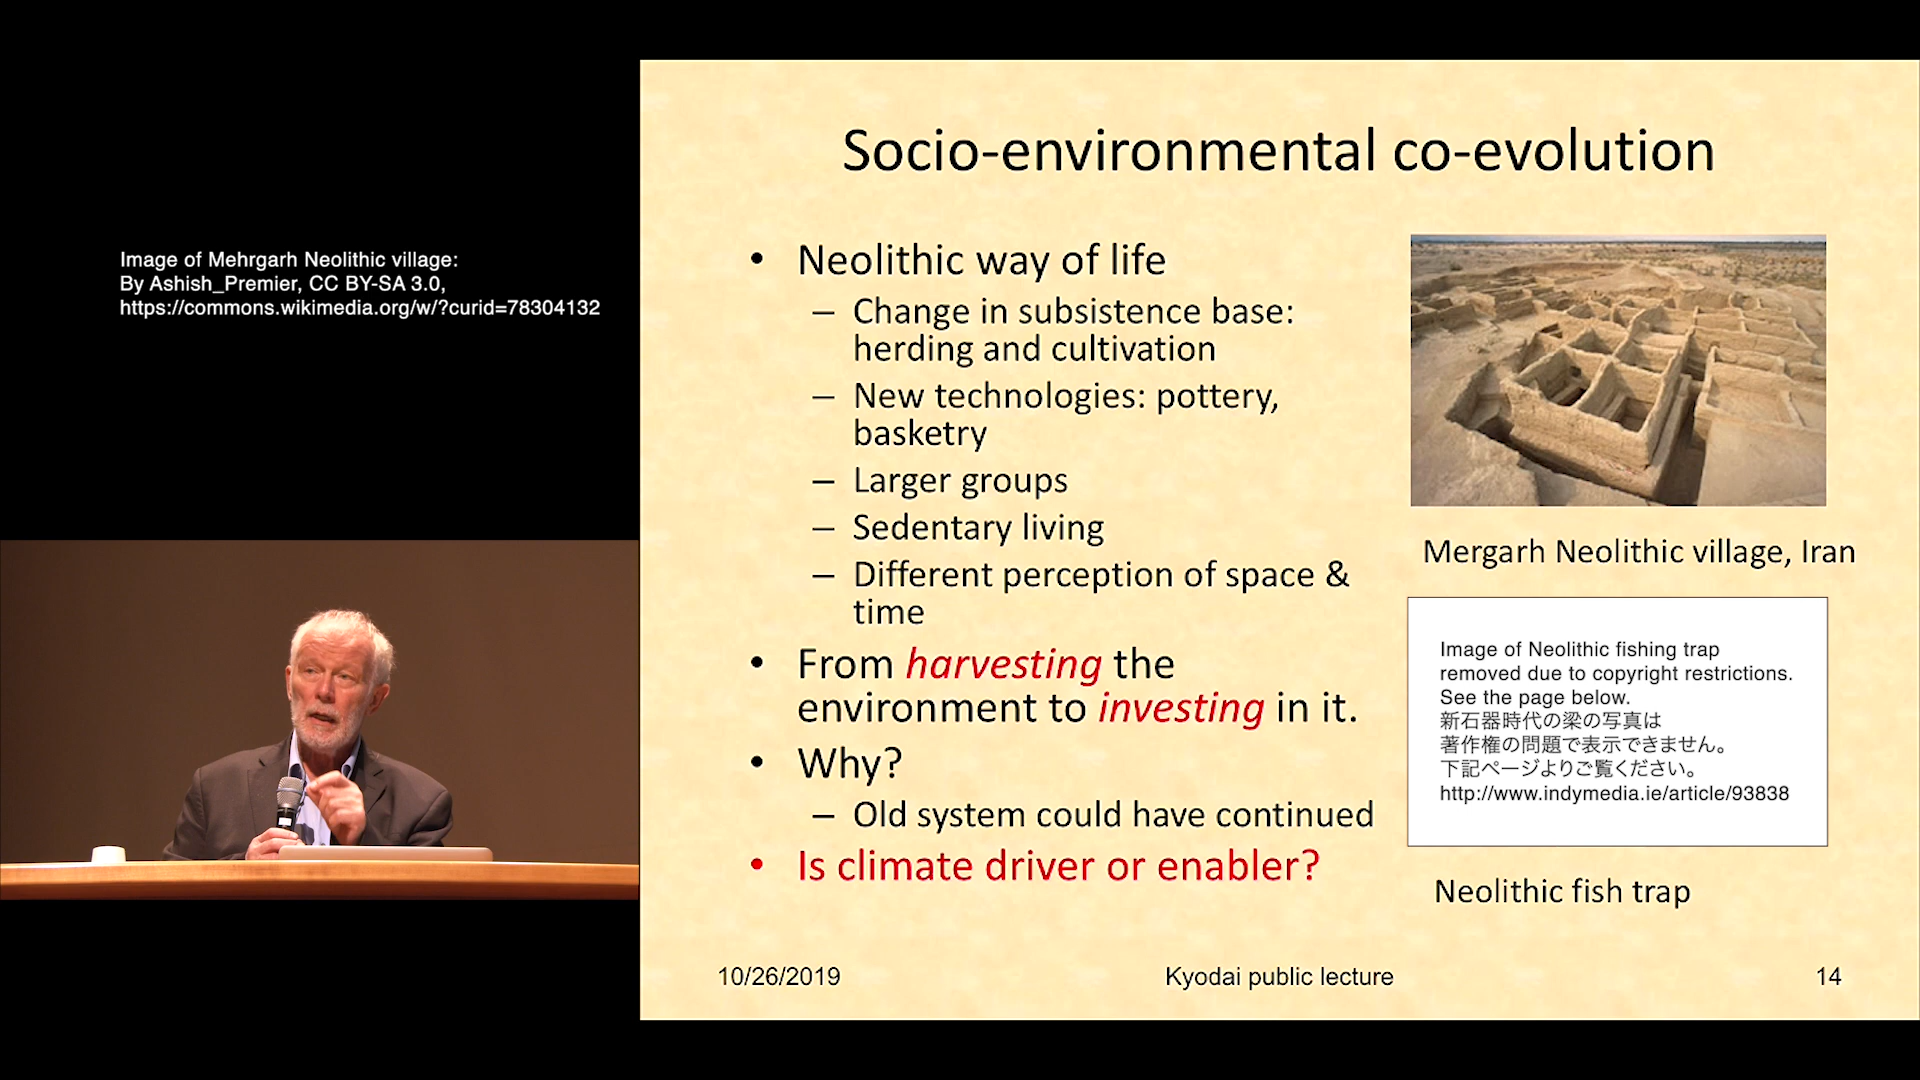 Image of Mehrgarh Neolithic village:
By Ashish_Premier, CC BY-SA 3.0,
https://commons.wikimedia.org/w/?curid=78304132
Socio-environmental co-evolution
• Neolithic way of life
– Change in subsistence base:
herding and cultivation
– New technologies: pottery,
basketry
– Larger groups
– Sedentary living
– Different perception of space &
time
• From harvesting the
environment to investing in it.
• Why?
– Old system could have continued
• Is climate driver or enabler?
Mergarh Neolithic village, Iran
Image of Neolithic fishing trap
removed due to copyright restrictions.
See the page below.
新石器時代の梁の写真は
著作権の問題で表示できません。
下記ページよりご覧ください。
http://www.indymedia.ie/article/93838
Neolithic fish trap
10/26/2019
Kyodai public lecture
14